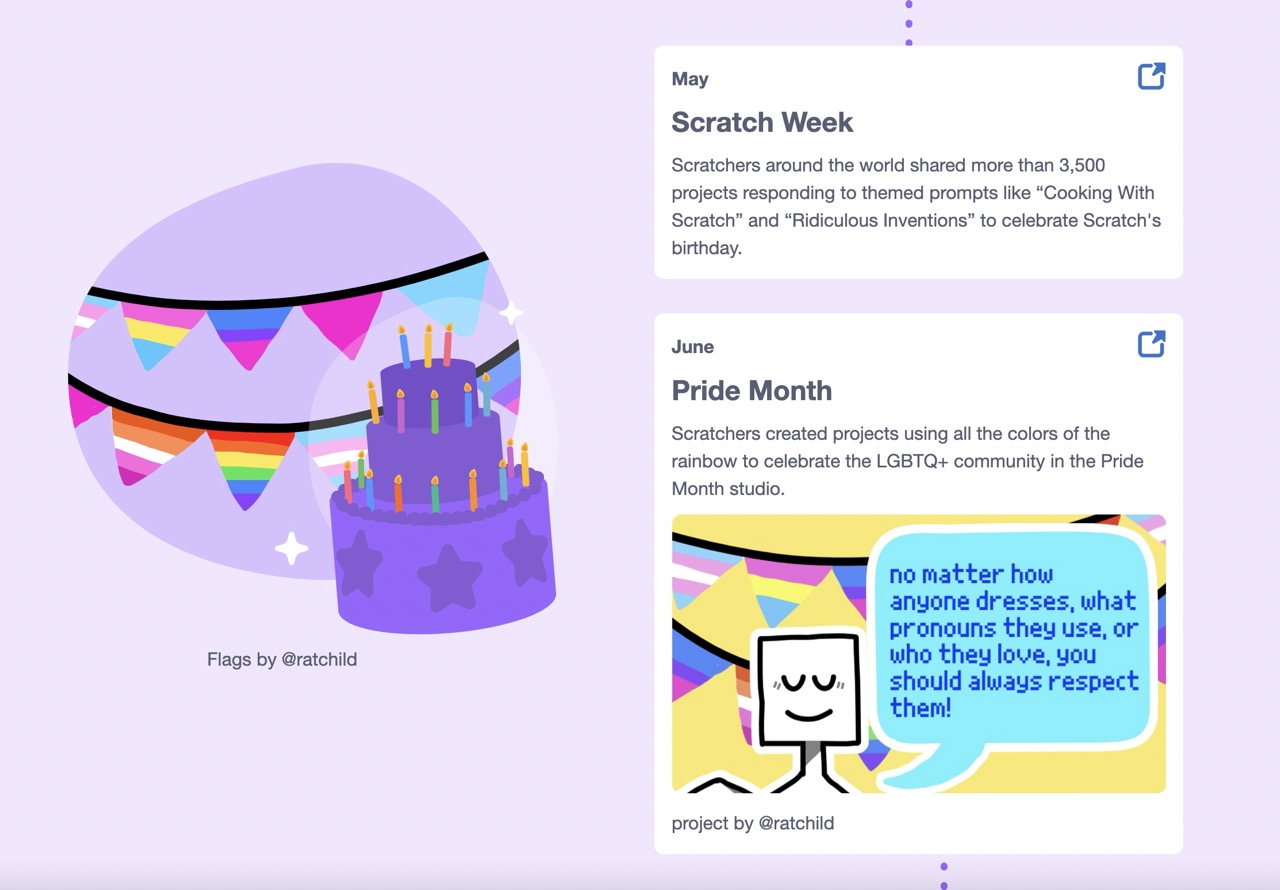 May
Scratch Week
Scratchers around the world shared more than 3,500
projects responding to themed prompts like “Cooking With
Scratch” and “Ridiculous Inventions” to celebrate Scratch's
birthday.
June
Pride Month
Scratchers created projects using all the colors of the
rainbow to celebrate the LGBTQ+ community in the Pride
Month studio.
no matter how
anyone dresses, what
pronouns they use, or
who they love, you
should always respect
them!
project by @ratchild
Flags by @ratchild